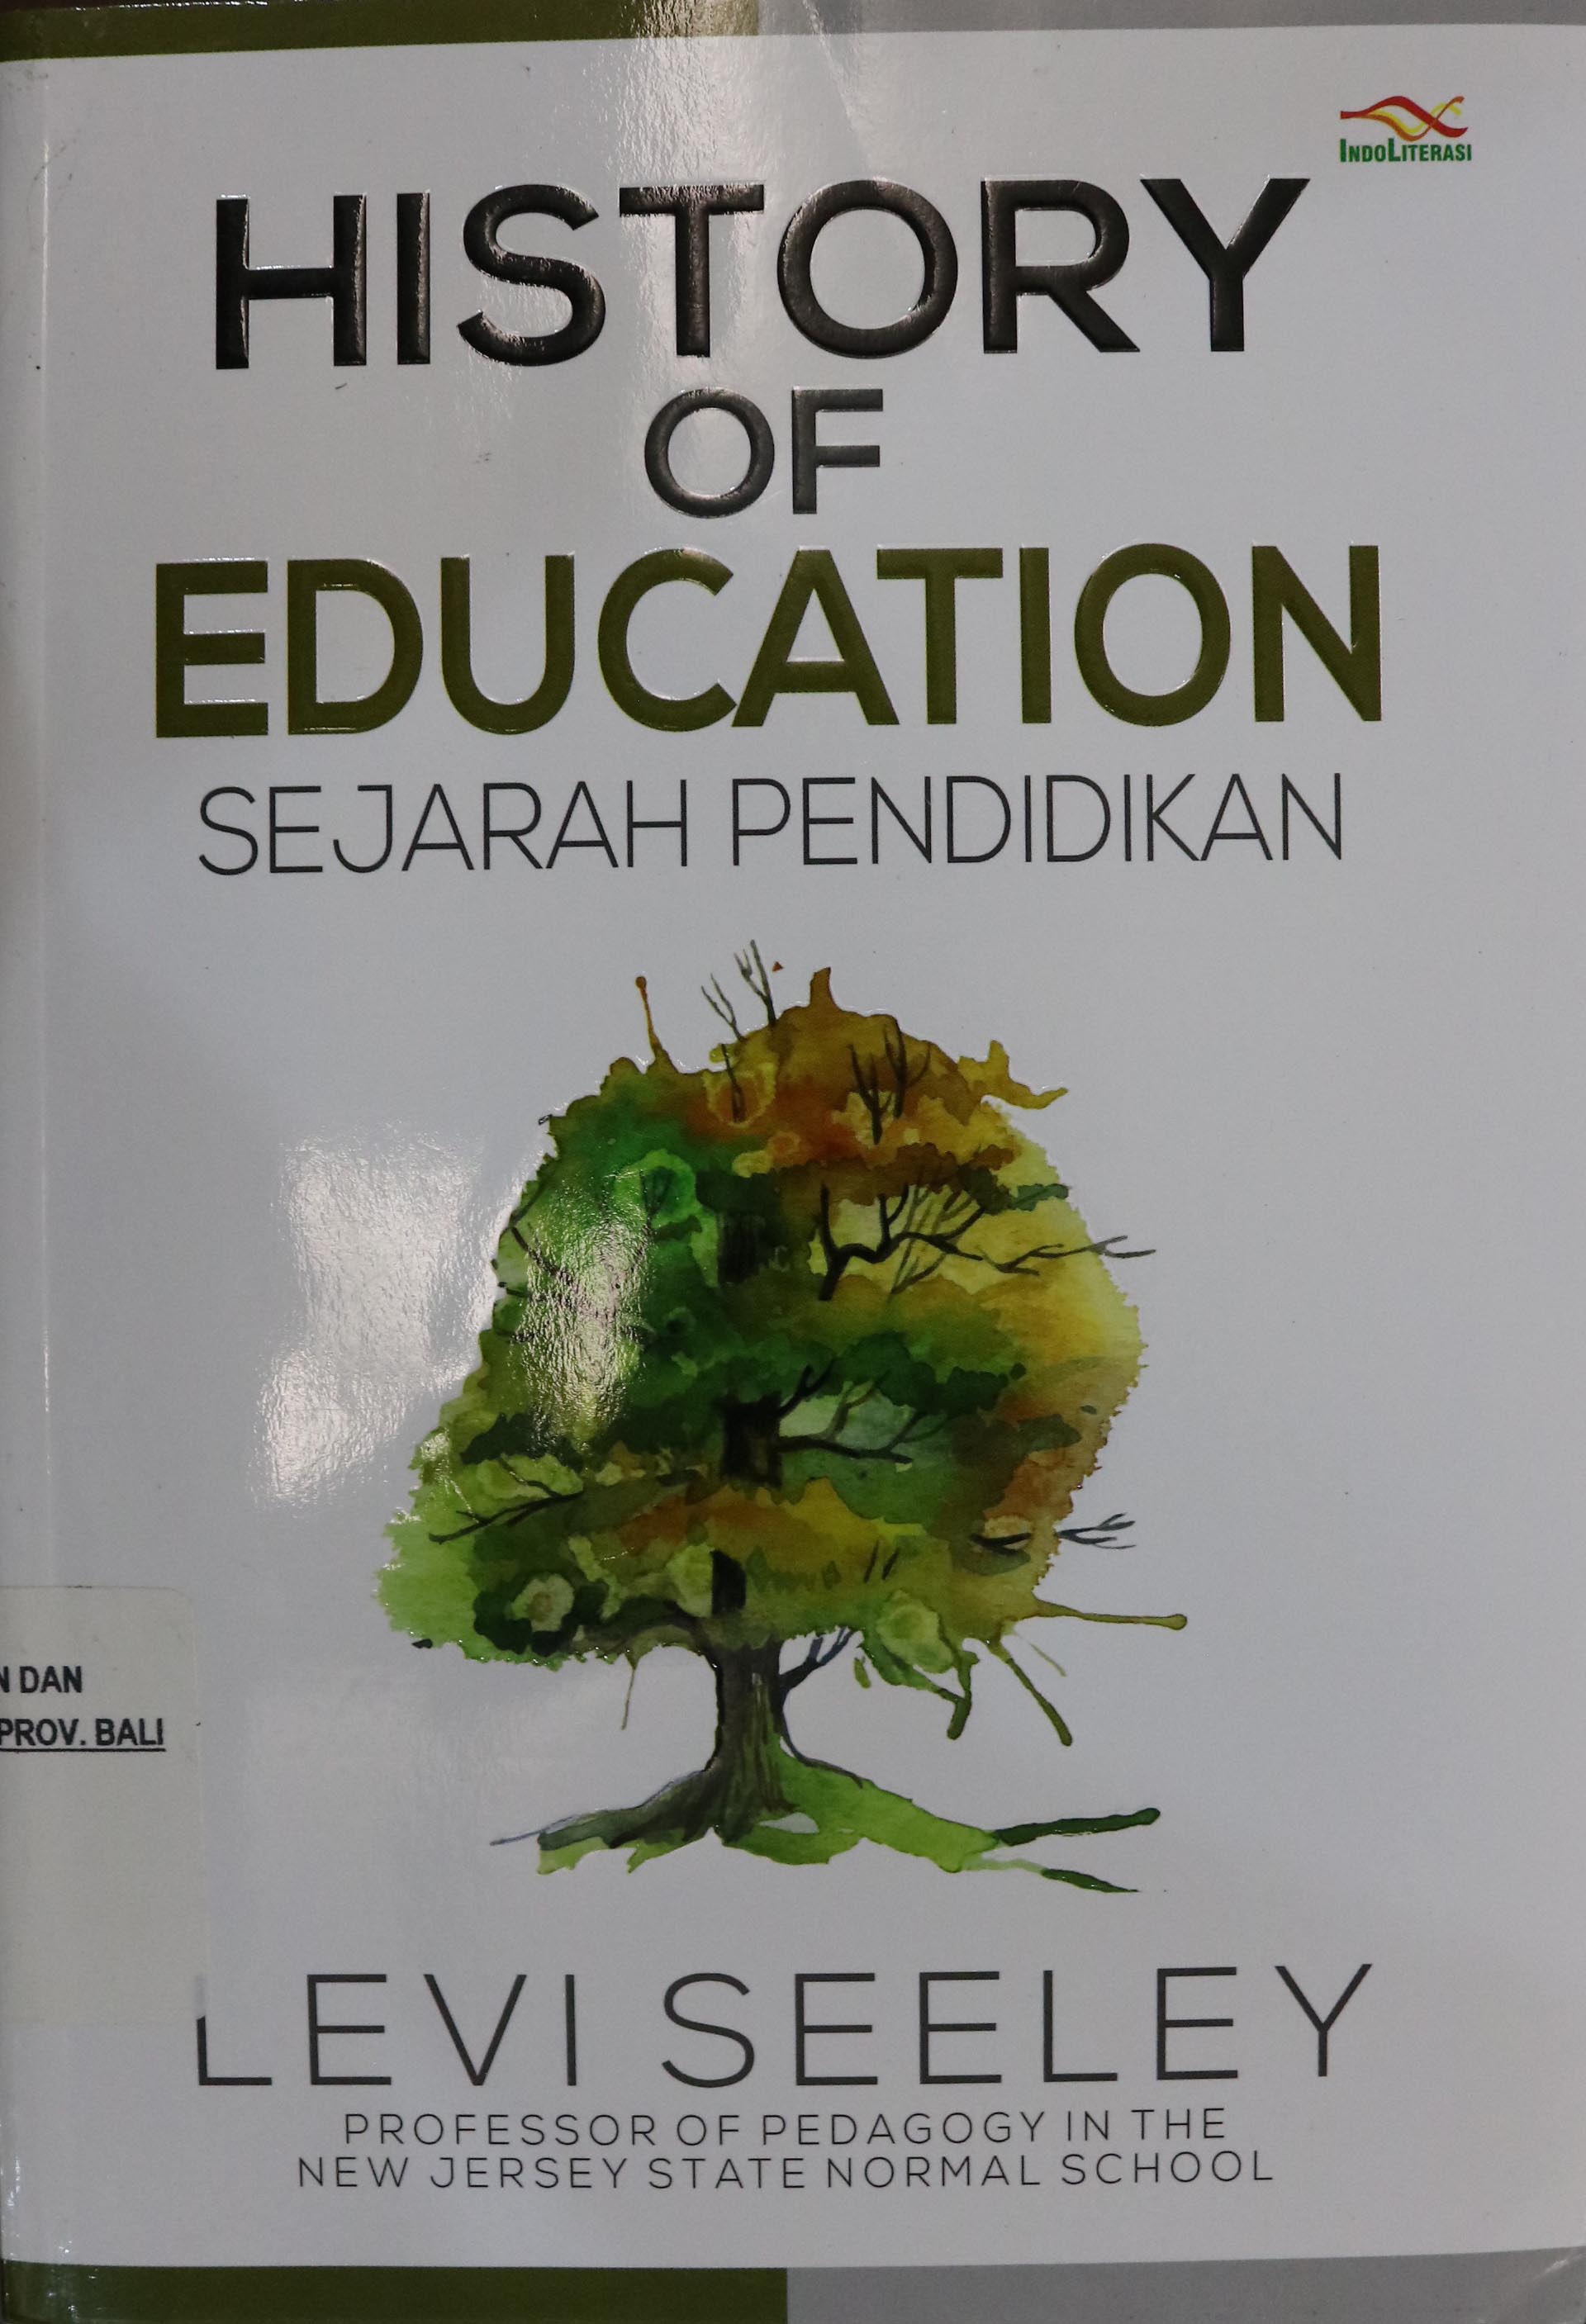 INDOLITERASI
HISTORY
OF
EDUCATION
SEJARAH PENDIDIKAN
N DAN
PROV. BALI
LEVI SEELEY
PROFESSOR OF PEDAGOGY IN THE
NEW JERSEY STATE NORMAL SCHOOL